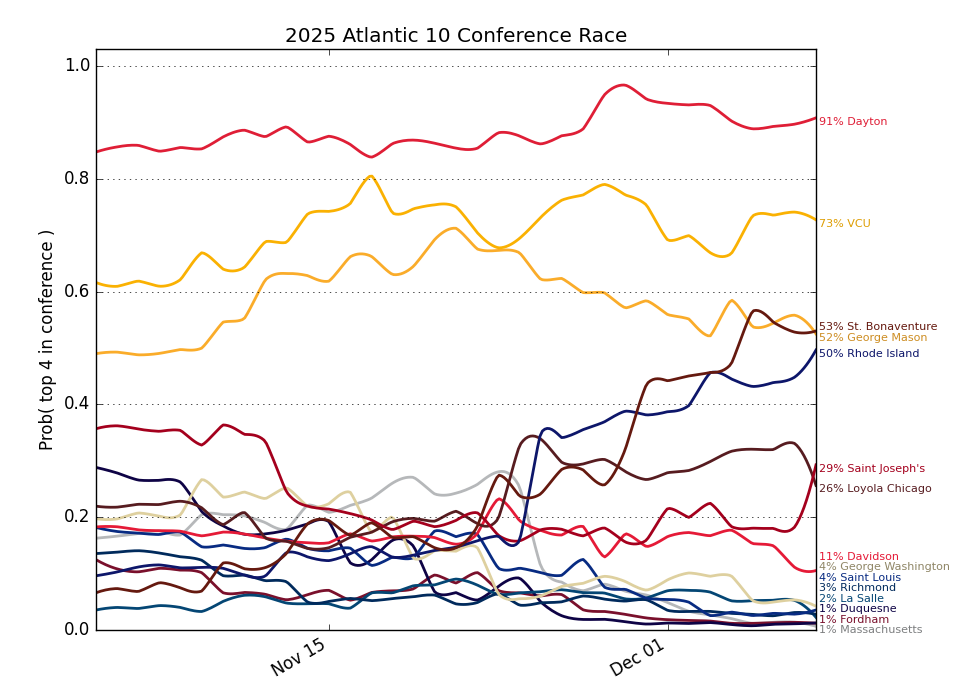 2025 Atlantic 10 Conference Race
Prob( top 4 in conference )
1.0
0.8
0.6
0.4
0.2
0.0
Nov 15
Dec 01
91% Dayton
73% VCU
53% St. Bonaventure
52% George Mason
50% Rhode Island
29% Saint Joseph's
26% Loyola Chicago
11% Davidson
4% George Washington
4% Saint Louis
3% Richmond
2% La Salle
1% Duquesne
1% Fordham
1% Massachusetts